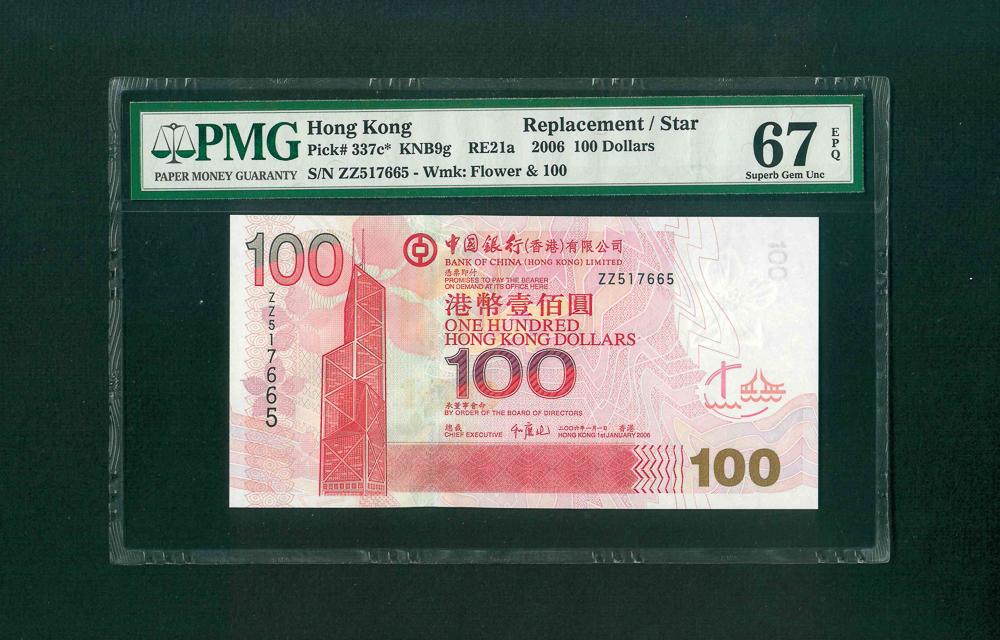 PMG
PAPER MONEY GUARANTY
Hong Kong
Replacement / Star
Pick# 337c* KNB9g RE21a 2006 100 Dollars
S/N ZZ517665 - Wmk: Flower & 100
67
EPQ
Superb Gem Unc
100
中國銀行(香港)有限公司
BANK OF CHINA (HONG KONG) LIMITED
憑票即付
PROMISES TO PAY THE BEARER
ON DEMAND AT ITS OFFICE HERE
ZZ517665
港幣壹佰圓
ONE HUNDRED
HONG KONG DOLLARS
100
ZZ517665
承董事會命
BY ORDER OF THE BOARD OF DIRECTORS
總裁
CHIEF EXECUTIVE
二〇〇六年一月一日 香港
HONG KONG 1st JANUARY 2006
100
100